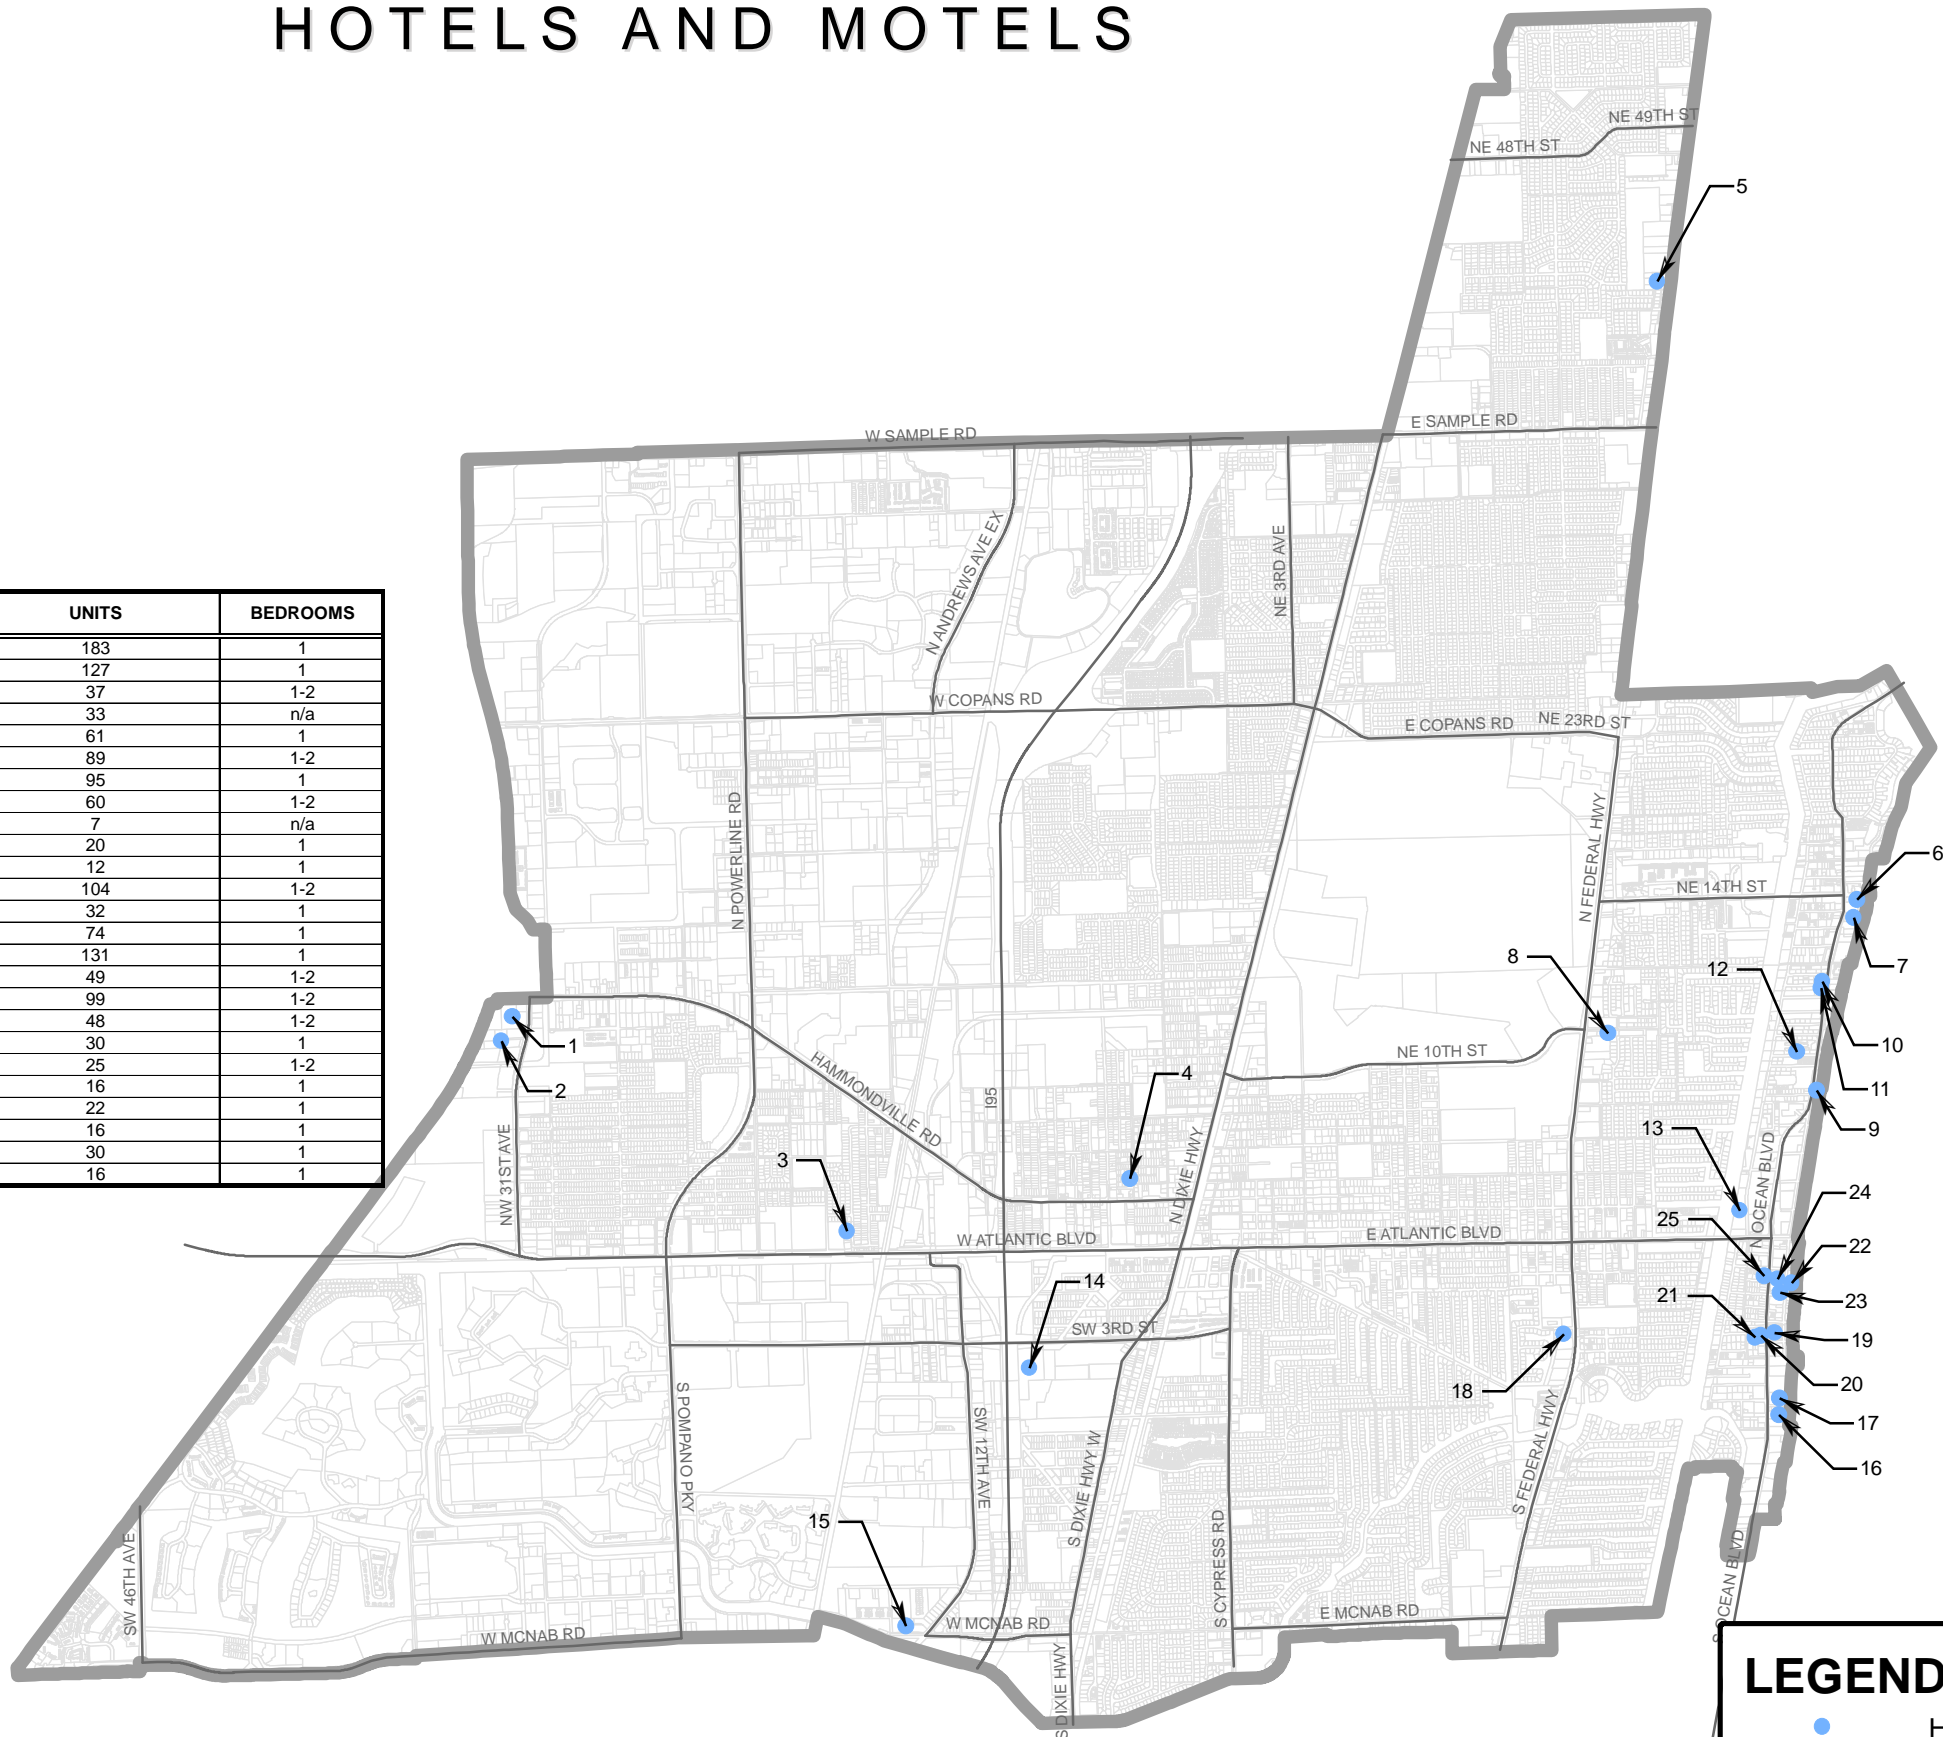 HOTELS AND MOTELS
NE 49TH ST
NE 48TH ST
5
E SAMPLE RD
W SAMPLE RD
N ANDREWS AVE EX
NE 3RD AVE
UNITS BEDROOMS
183 1
127 1
37 1-2
33 n/a
61 1
89 1-2
95 1
60 1-2
7 n/a
20 1
12 1
104 1-2
32 1
74 1
131 1
49 1-2
99 1-2
48 1-2
30 1
25 1-2
16 1
22 1
16 1
30 1
16 1
W COPANS RD
E COPANS RD
NE 23RD ST
N POWERLINE RD
N FEDERAL HWY
6
NE 14TH ST
8
12
7
1
10
NE 10TH ST
HAMMONDVILLE RD
4
2
I95
11
9
13
NW 31ST AVE
3
N DIXIE HWY
N OCEAN BLVD
24
25
W ATLANTIC BLVD
E ATLANTIC BLVD
22
14
21
23
SW 3RD ST
19
20
18
17
S POMPANO PKY
SW 12TH AVE
S DIXIE HWY W
S FEDERAL HWY
16
15
SW 46TH AVE
S CYPRESS RD
S OCEAN BLVD
W MCNAB RD
W MCNAB RD
E MCNAB RD
S DIXIE HWY
LEGEND
H